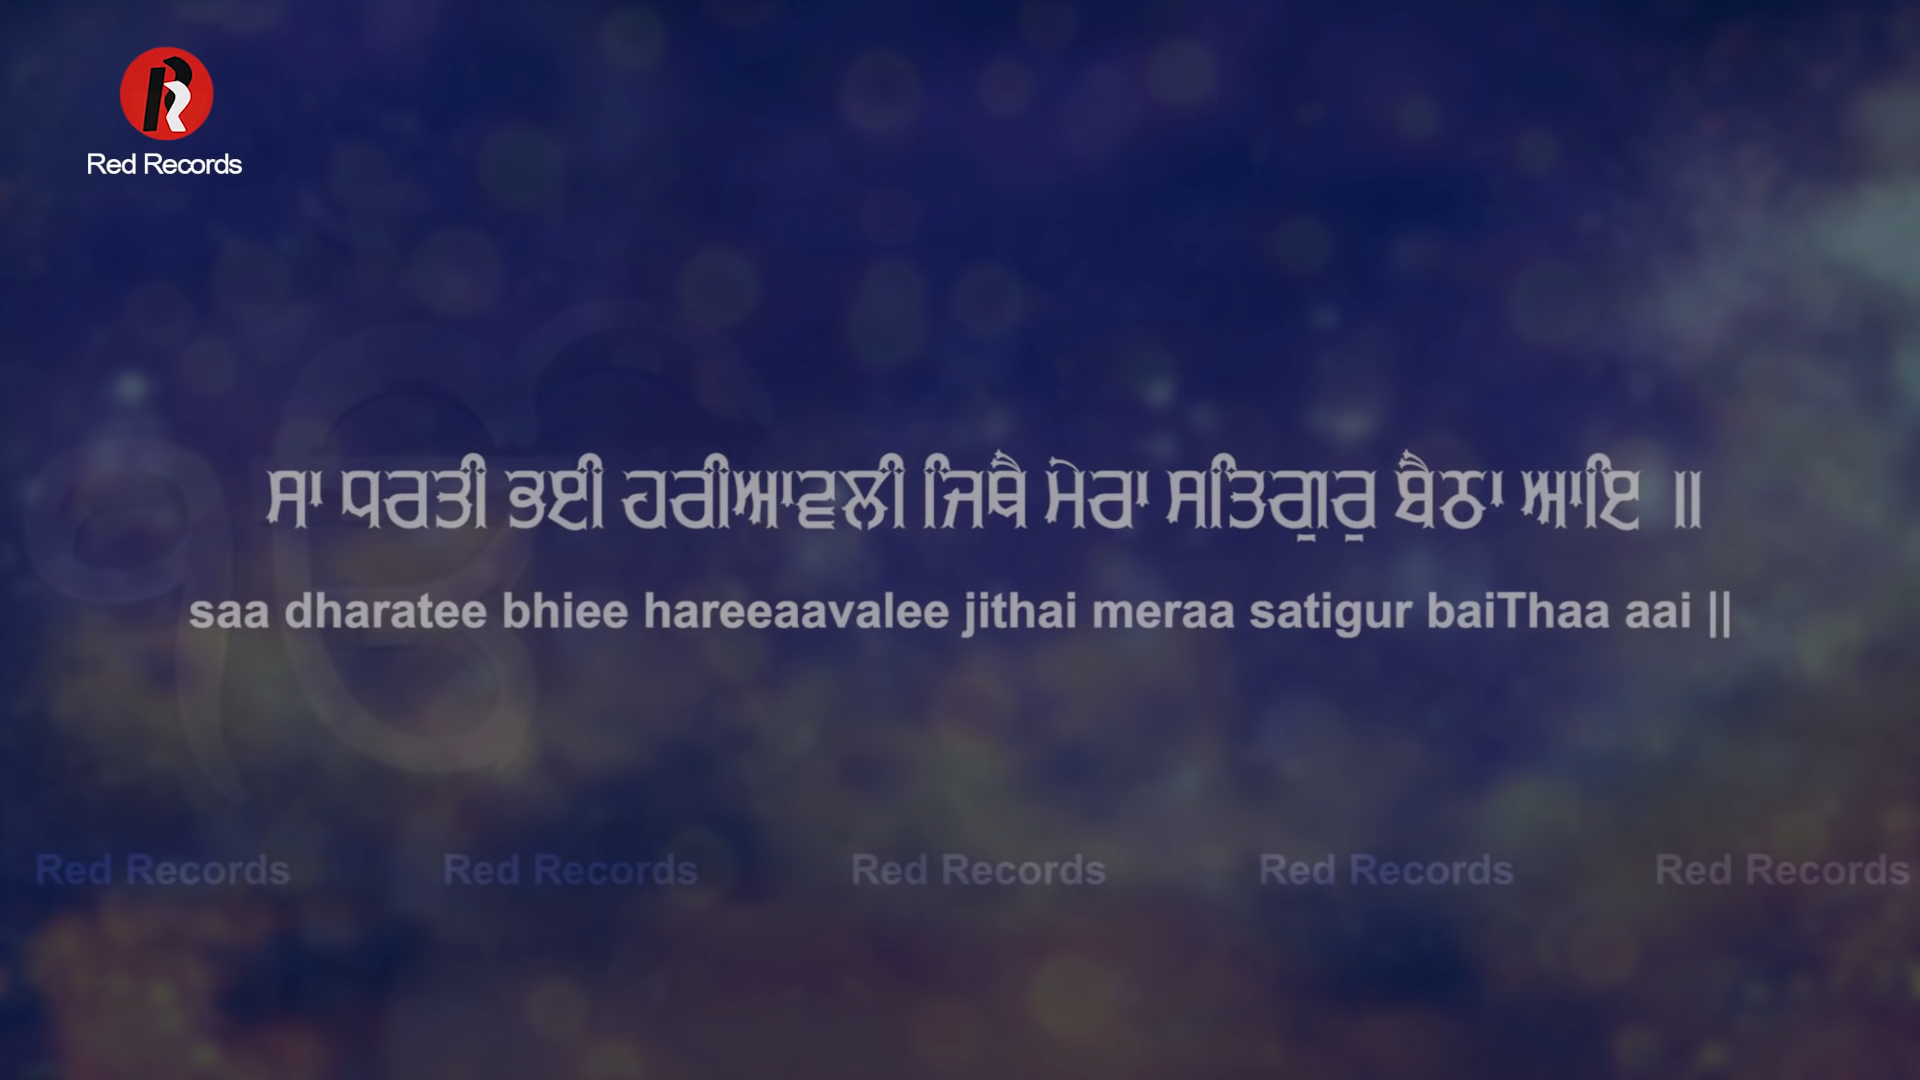 Red Records
ਸਾ ਧਰਤੀ ਭਈ ਹਰੀਆਵਲੀ ਜਿਥੈ ਮੇਰਾ ਸਤਿਗੁਰੁ ਬੈਠਾ ਆਇ ॥
saa dharatee bhiee hareeaavalee jithai meraa satigur baiThaa aai ||
Red Records Red Records Red Records Red Records Red Records